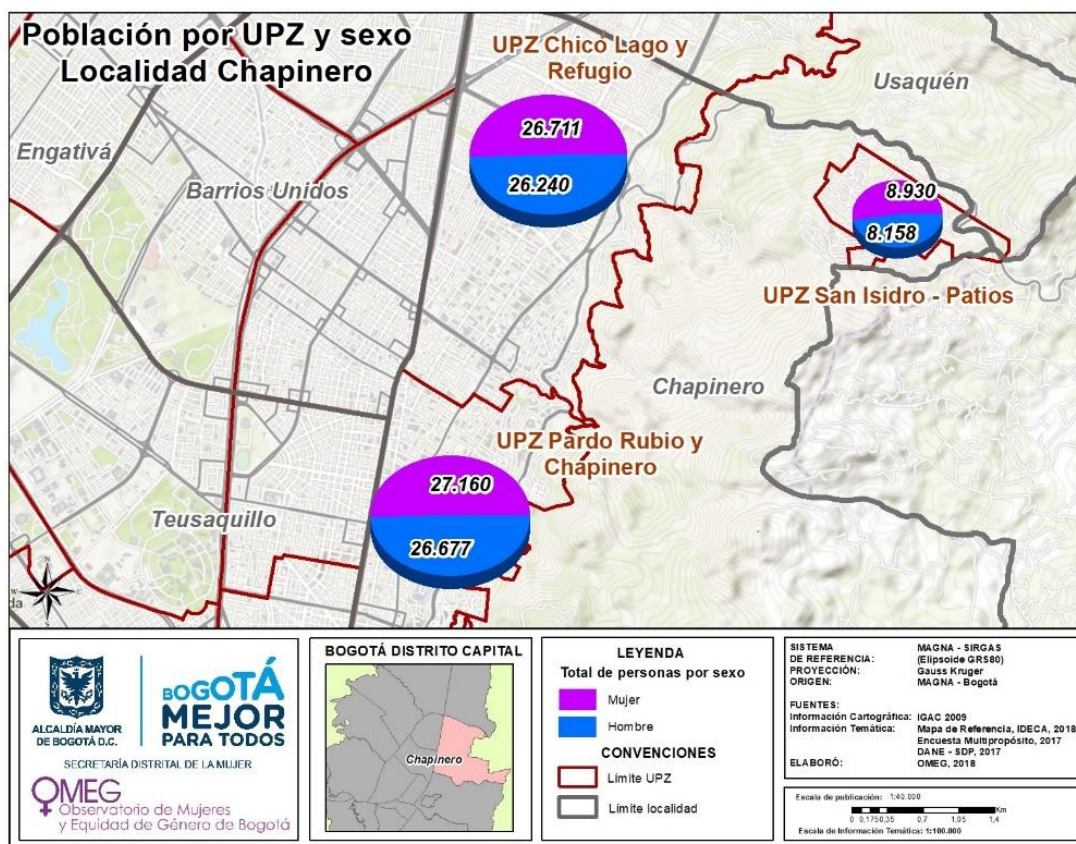 Población por UPZ y sexo
Localidad Chapinero
UPZ Chicó Lago y
Refugio
Usaquén
Engativá
Barrios Unidos
26.711
26.240
8.930
8.158
UPZ San Isidro - Patios
Chapinero
UPZ Pardo Rubio y
Chapinero
27.160
26.677
Teusaquillo
N
W
E
S
da
ALCALDÍA MAYOR
DE BOGOTÁ D.C.
BOGOTÁ
MEJOR
PARA TODOS
SECRETARÍA DISTRITAL DE LA MUJER
OMEG
Observatorio de Mujeres
y Equidad de Género de Bogotá
BOGOTÁ DISTRITO CAPITAL
Chapinero
LEYENDA
Total de personas por sexo
Mujer
Hombre
CONVENCIONES
Límite UPZ
Límite localidad
SISTEMA MAGNA - SIRGAS
DE REFERENCIA: (Elipsoide GRS80)
PROYECCIÓN: Gauss Kruger
ORIGEN: MAGNA - Bogotá
FUENTES:
Información Cartográfica: IGAC 2009
Información Temática: Mapa de Referencia, IDECA, 2018
Encuesta Multipropósito, 2017
DANE - SDP, 2017
ELABORÓ: OMEG, 2018
Escala de publicación: 1:40.000
Km
0 0,175 0,35 0,7 1,05 1,4
Escala de Información Temática: 1:100.000